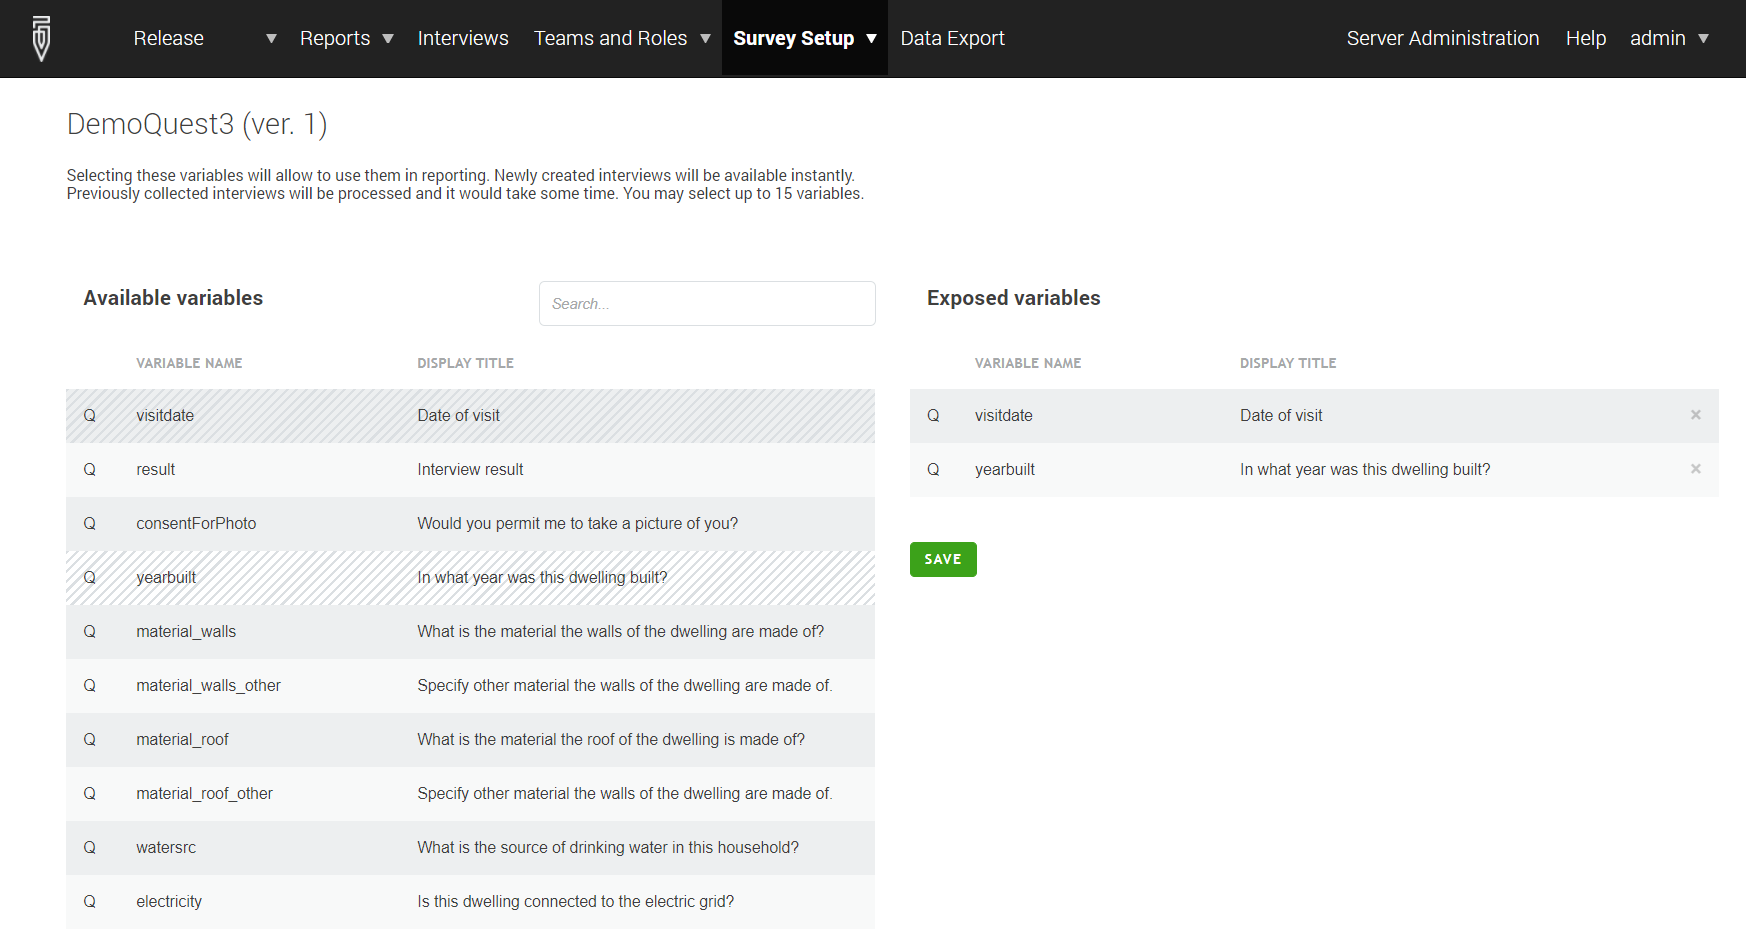 Release ▼ Reports ▼ Interviews Teams and Roles ▼ Survey Setup ▼ Data Export Server Administration Help admin ▼
DemoQuest3 (ver. 1)
Selecting these variables will allow to use them in reporting. Newly created interviews will be available instantly.
Previously collected interviews will be processed and it would take some time. You may select up to 15 variables.
Available variables
Search...
VARIABLE NAME DISPLAY TITLE
Q visitdate Date of visit
Q result Interview result
Q consentForPhoto Would you permit me to take a picture of you?
Q yearbuilt In what year was this dwelling built?
Q material_walls What is the material the walls of the dwelling are made of?
Q material_walls_other Specify other material the walls of the dwelling are made of.
Q material_roof What is the material the roof of the dwelling is made of?
Q material_roof_other Specify other material the walls of the dwelling are made of.
Q watersrc What is the source of drinking water in this household?
Q electricity Is this dwelling connected to the electric grid?
Exposed variables
VARIABLE NAME DISPLAY TITLE
Q visitdate Date of visit ×
Q yearbuilt In what year was this dwelling built? ×
SAVE